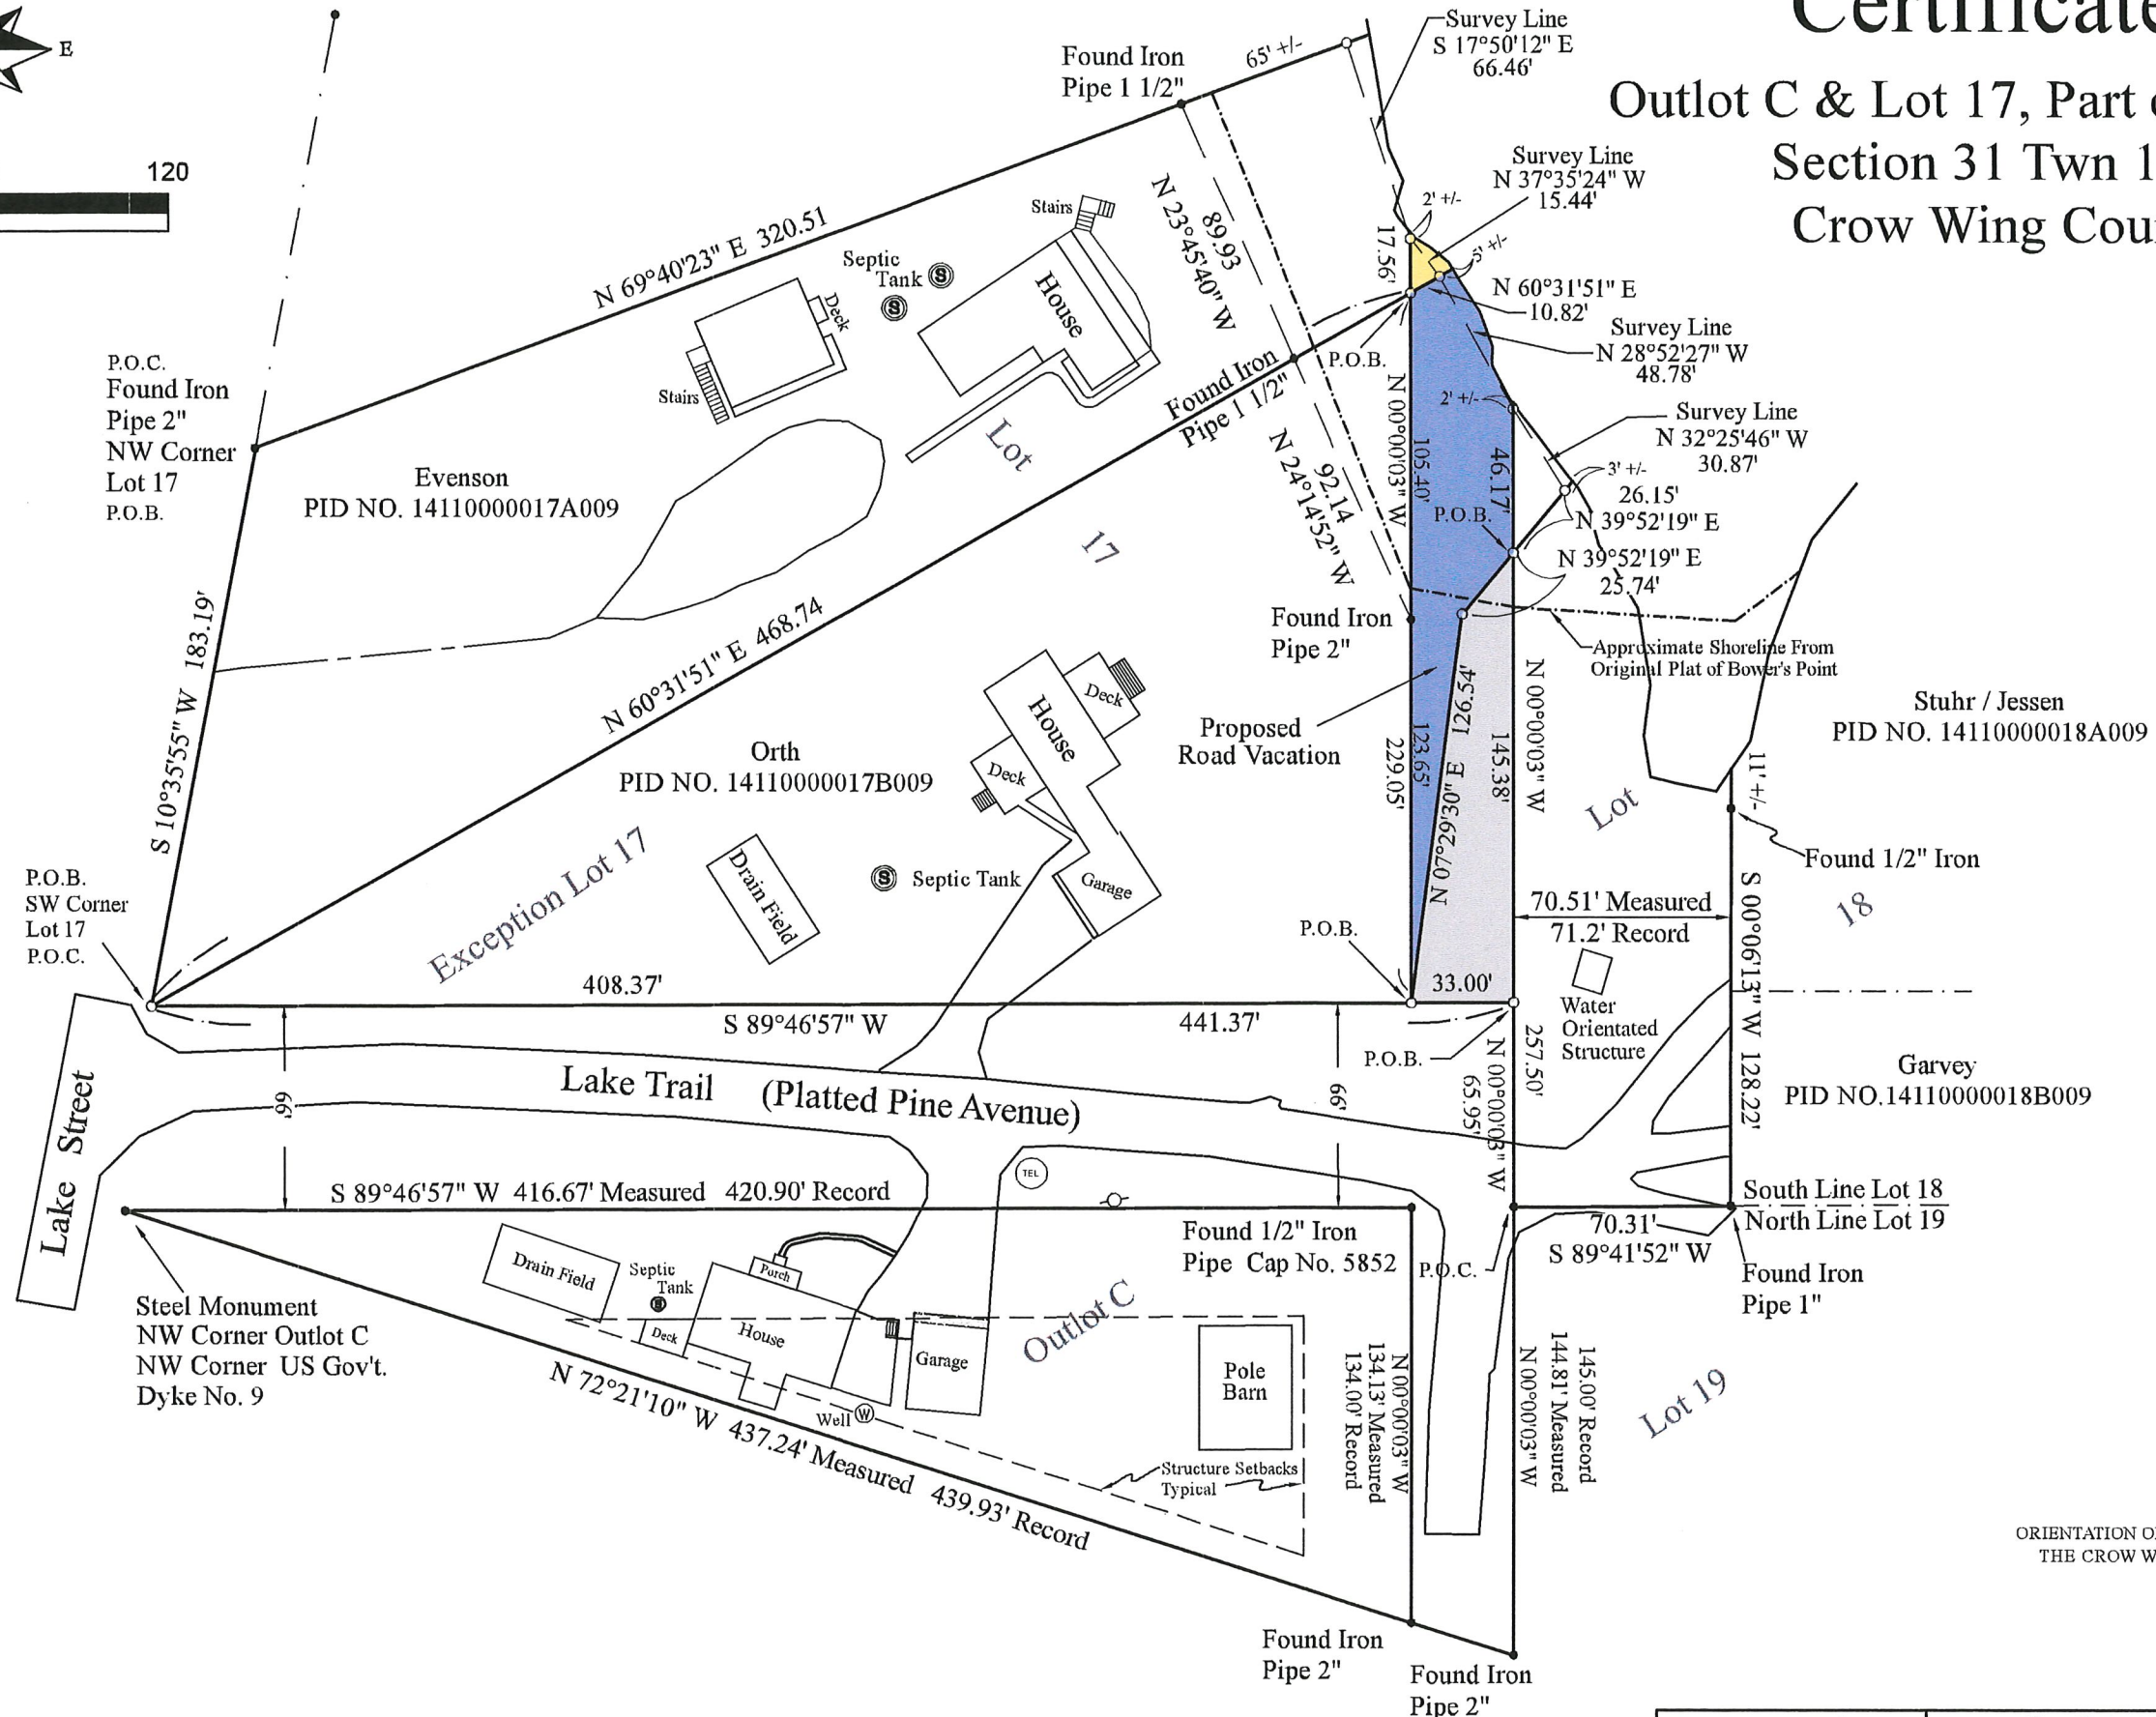 Certificate
Outlot C & Lot 17, Part
Section 31 Twn 1
Crow Wing Cou
E
120
Found Iron
Pipe 1 1/2"
65' +/-
Survey Line
S 17°50'12" E
66.46'
Survey Line
N 37°35'24" W
15.44'
2' +/-
5' +/-
17.56'
N 60°31'51" E
10.82'
Survey Line
N 28°52'27" W
48.78'
2' +/-
Survey Line
N 32°25'46" W
30.87'
3' +/-
26.15'
N 39°52'19" E
N 39°52'19" E
25.74'
N 69°40'23" E 320.51
Stairs
Septic
Tank
S
S
House
Deck
Stairs
89.93
N 23°45'40" W
P.O.B.
Found Iron
Pipe 1 1/2"
N 00°00'03" W
105.40'
46.17'
P.O.B.
92.14
N 24°14'52" W
P.O.C.
Found Iron
Pipe 2"
NW Corner
Lot 17
P.O.B.
Evenson
PID NO. 14110000017A009
Lot
17
S 10°35'55" W 183.19'
N 60°31'51" E 468.74
Found Iron
Pipe 2"
Approximate Shoreline From
Original Plat of Bower's Point
Proposed
Road Vacation
Orth
PID NO. 14110000017B009
House
Deck
Deck
Garage
Drain Field
S
Septic Tank
Exception Lot 17
229.05'
123.65'
N 07°29'30" E 126.54'
145.38'
N 00°00'03" W
Lot
18
Stuhr / Jessen
PID NO. 14110000018A009
11' +/-
Found 1/2" Iron
70.51' Measured
71.2' Record
S 00°06'13" W 128.22'
P.O.B.
SW Corner
Lot 17
P.O.C.
P.O.B.
33.00'
408.37'
S 89°46'57" W
441.37'
P.O.B.
Water
Orientated
Structure
257.50'
N 00°00'03" W
65.95'
Garvey
PID NO.14110000018B009
Lake Street
Lake Trail (Platted Pine Avenue)
66'
66'
TEL
S 89°46'57" W 416.67' Measured 420.90' Record
South Line Lot 18
North Line Lot 19
70.31'
S 89°41'52" W
Found 1/2" Iron
Pipe Cap No. 5852
P.O.C.
Found Iron
Pipe 1"
Steel Monument
NW Corner Outlot C
NW Corner US Gov't.
Dyke No. 9
Drain Field
Septic
Tank
S
Porch
Deck
House
Garage
Well
W
Outlot C
Pole
Barn
Structure Setbacks
Typical
N 72°21'10" W 437.24' Measured 439.93' Record
N 00°00'03" W
134.13' Measured
134.00' Record
N 00°00'03" W
144.81' Measured
145.00' Record
Lot 19
ORIENTATION O
THE CROW W
Found Iron
Pipe 2"
Found Iron
Pipe 2"